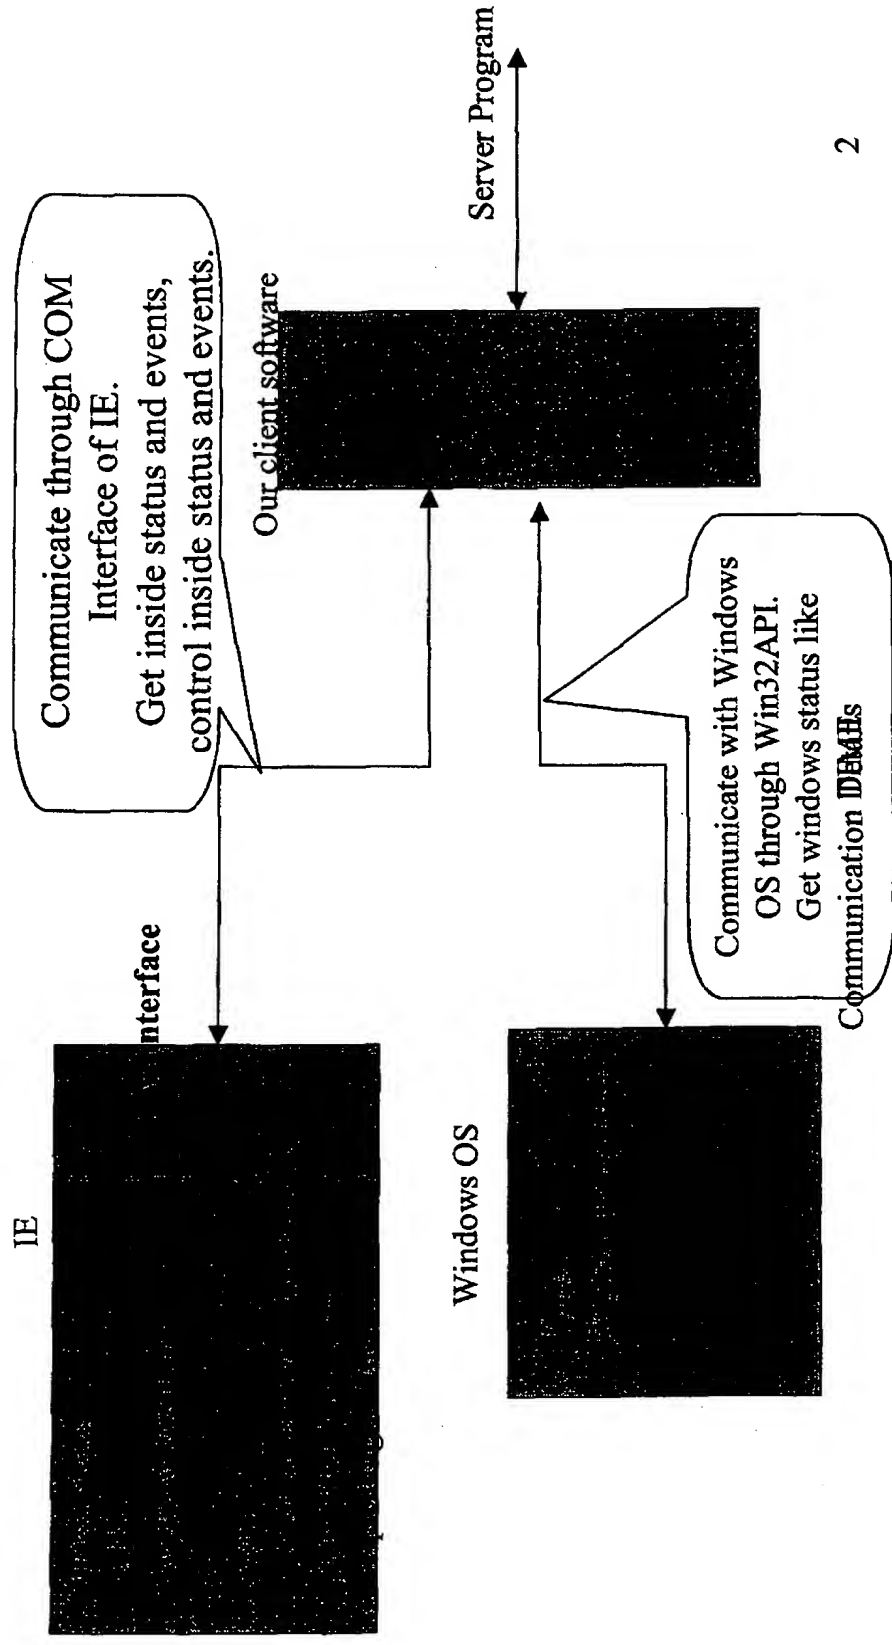 IE
nterface
Communicate through COM
Interface of IE.
Get inside status and events,
control inside status and events.
Our client software
Server Program
Windows OS
Communicate with Windows
OS through Win32API.
Get windows status like
Communication
2